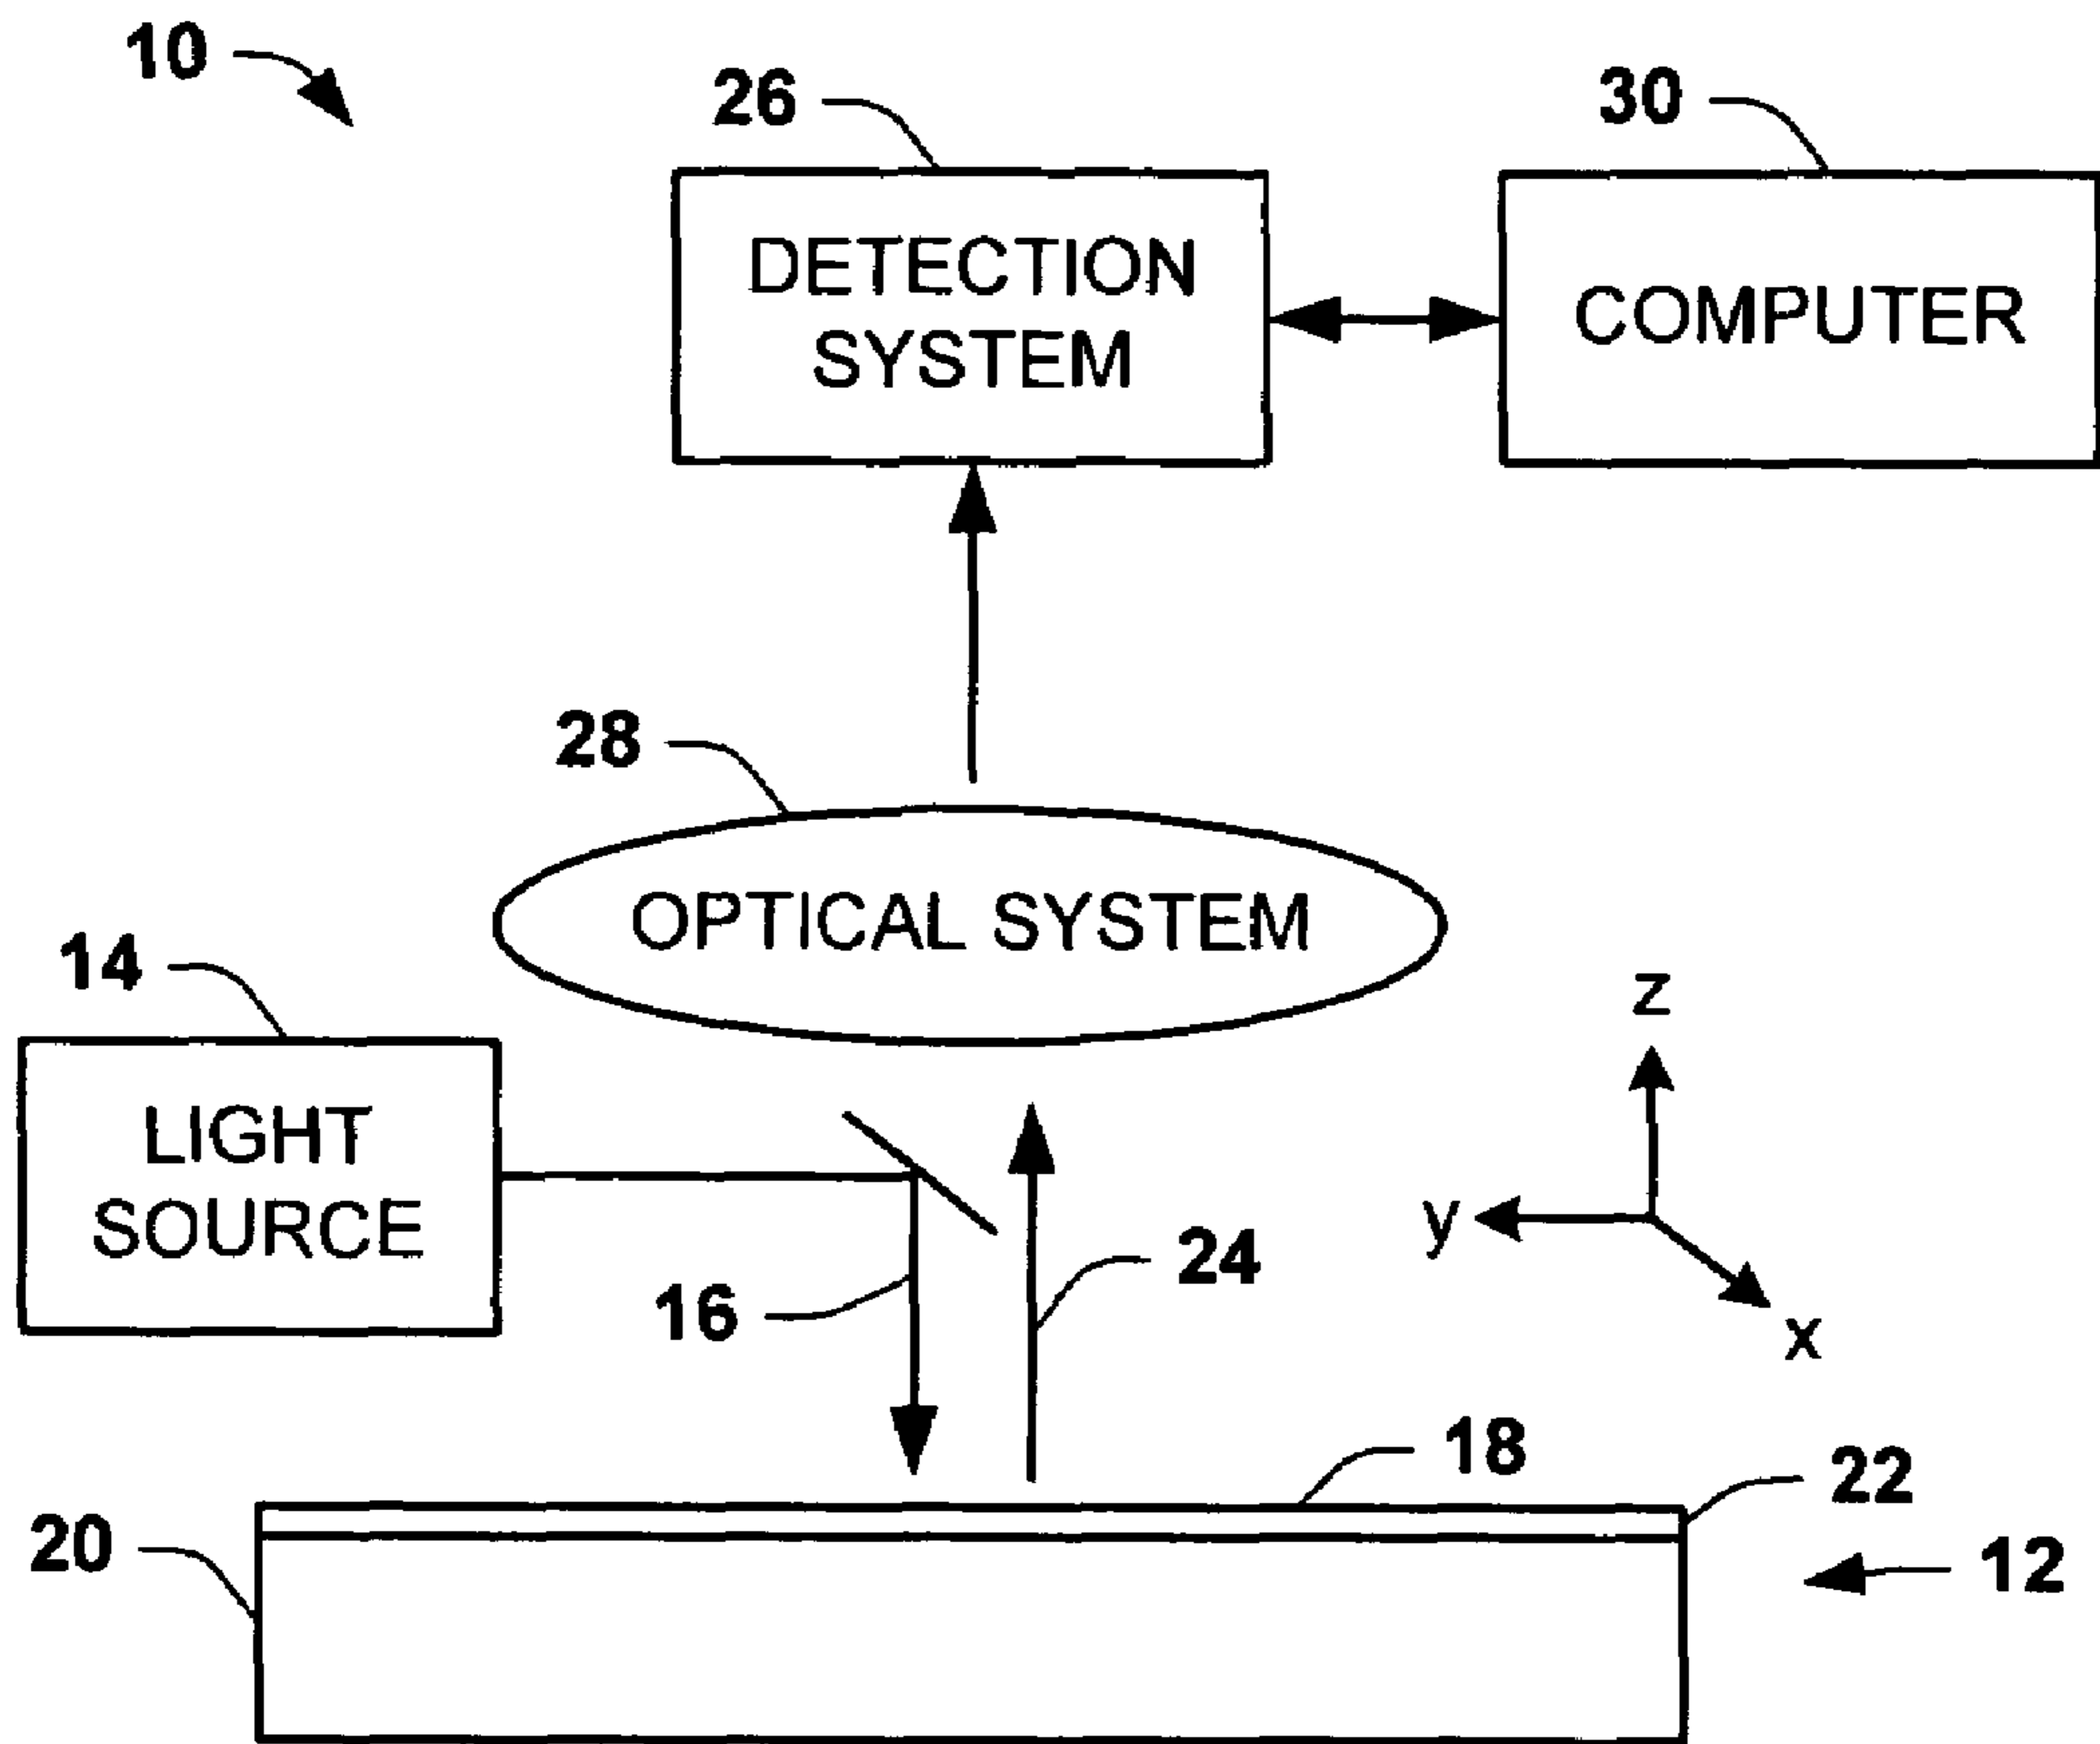 10
26
30
DETECTION
SYSTEM
COMPUTER
28
OPTICAL SYSTEM
14
z
LIGHT
SOURCE
y
24
16
x
18
22
20
12